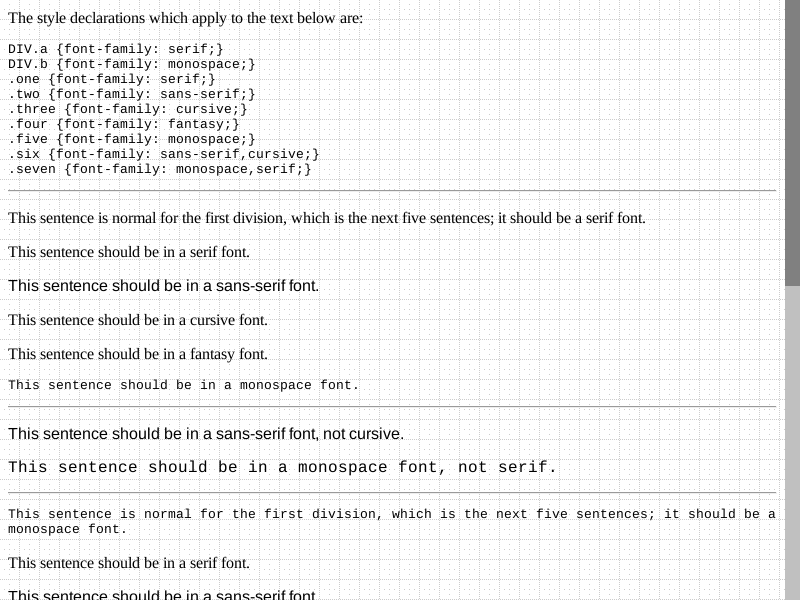 The style declarations which apply to the text below are:
DIV.a {font-family: serif;}
DIV.b {font-family: monospace;}
.one {font-family: serif;}
.two {font-family: sans-serif;}
.three {font-family: cursive;}
.four {font-family: fantasy;}
.five {font-family: monospace;}
.six {font-family: sans-serif,cursive;}
.seven {font-family: monospace,serif;}
This sentence is normal for the first division, which is the next five sentences; it should be a serif font.
This sentence should be in a serif font.
This sentence should be in a sans-serif font.
This sentence should be in a cursive font.
This sentence should be in a fantasy font.
This sentence should be in a monospace font.
This sentence should be in a sans-serif font, not cursive.
This sentence should be in a monospace font, not serif.
This sentence is normal for the first division, which is the next five sentences; it should be a
monospace font.
This sentence should be in a serif font.
This sentence should be in a sans-serif font.